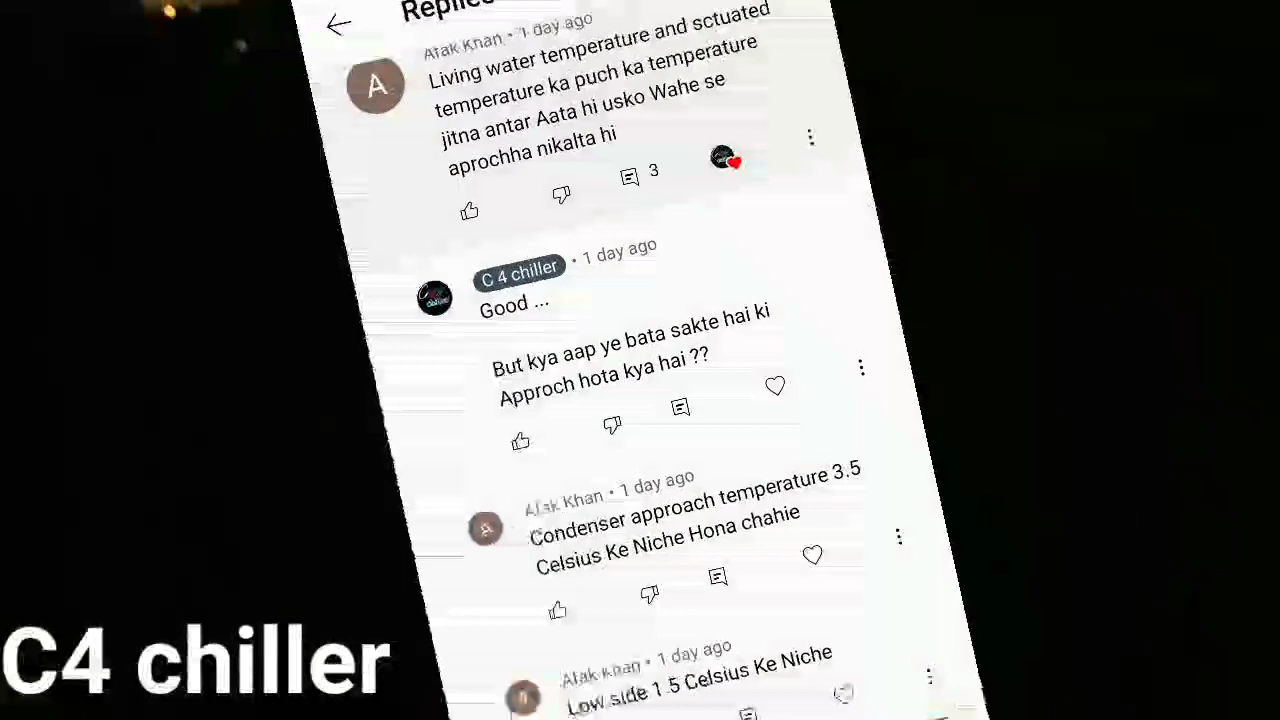 Replies
Afak Khan • 1 day ago
Living water temperature and sctuated
temperature ka puch ka temperature
jitna antar Aata hi usko Wahe se
aprochha nikalta hi
3
A
C 4 chiller • 1 day ago
Good ...
But kya aap ye bata sakte hai ki
Approch hota kya hai ??
Afak Khan • 1 day ago
Condenser approach temperature 3.5
Celsius Ke Niche Hona chahie
Afak Khan • 1 day ago
Low side 1.5 Celsius Ke Niche
C4 chiller